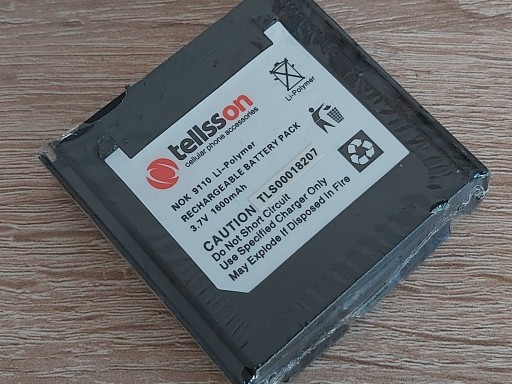 tellsson
cellular phone accessories
Li-Polymer
NOK 9110 Li-Polymer
RECHARGEABLE BATTERY PACK
3.7V 1600mAh
CAUTION TLS00018207
Do Not Short Circuit
Use Specified Charger Only
May Explode if Disposed in Fire